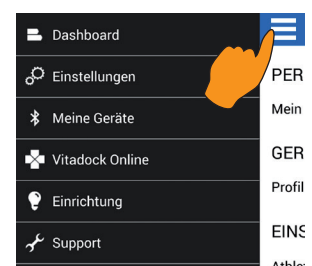 Dashboard
Einstellungen
Meine Geräte
Vitadock Online
Einrichtung
Support
PER
Mein
GER
Profil
EINS